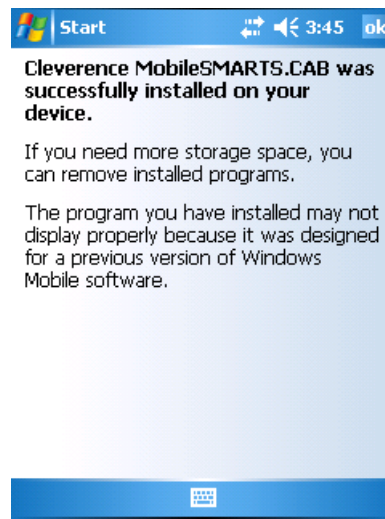 Start 3:45 ok
Cleverence MobileSMARTS.CAB was
successfully installed on your
device.
If you need more storage space, you
can remove installed programs.
The program you have installed may not
display properly because it was designed
for a previous version of Windows
Mobile software.